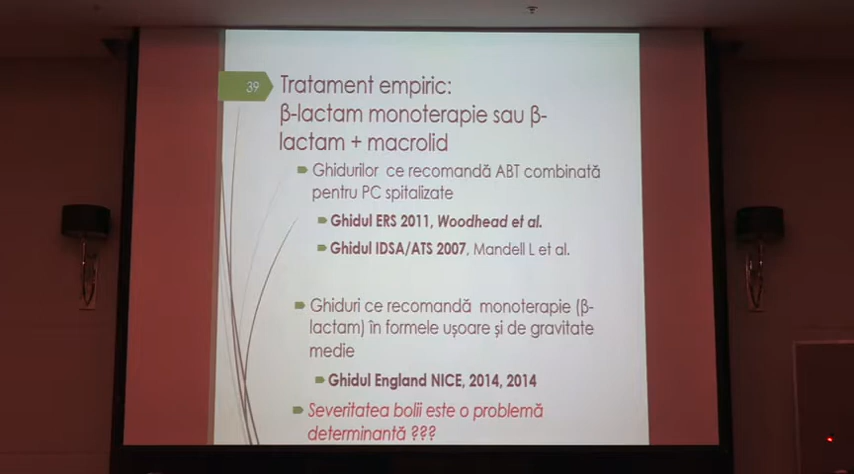 39
Tratament empiric:
β-lactam monoterapie sau β-
lactam + macrolid
Ghidurilor ce recomandă ABT combinată
pentru PC spitalizate
Ghidul ERS 2011, Woodhead et al.
Ghidul IDSA/ATS 2007, Mandell L et al.
Ghiduri ce recomandă monoterapie (β-
lactam) în formele ușoare și de gravitate
medie
Ghidul England NICE, 2014, 2014
Severitatea bolii este o problemă
determinantă ???